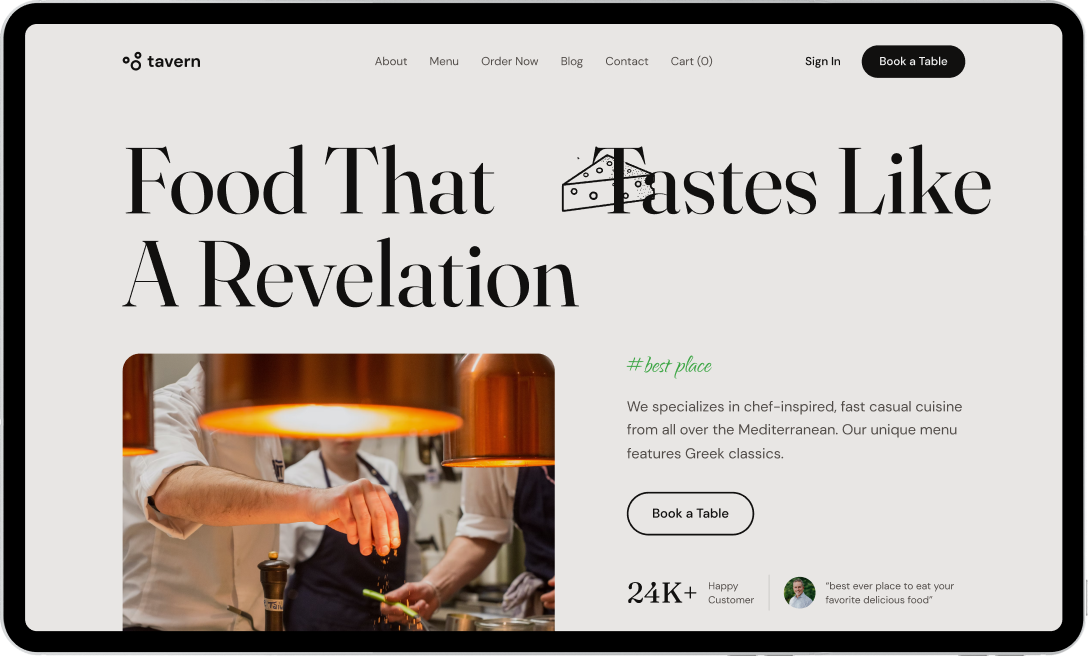 tavern
About Menu Order Now Blog Contact Cart (0)
Sign In Book a Table
Food That Tastes Like
A Revelation
#best place
We specializes in chef-inspired, fast casual cuisine
from all over the Mediterranean. Our unique menu
features Greek classics.
Book a Table
24K+
Happy
Customer
“best ever place to eat your
favorite delicious food”